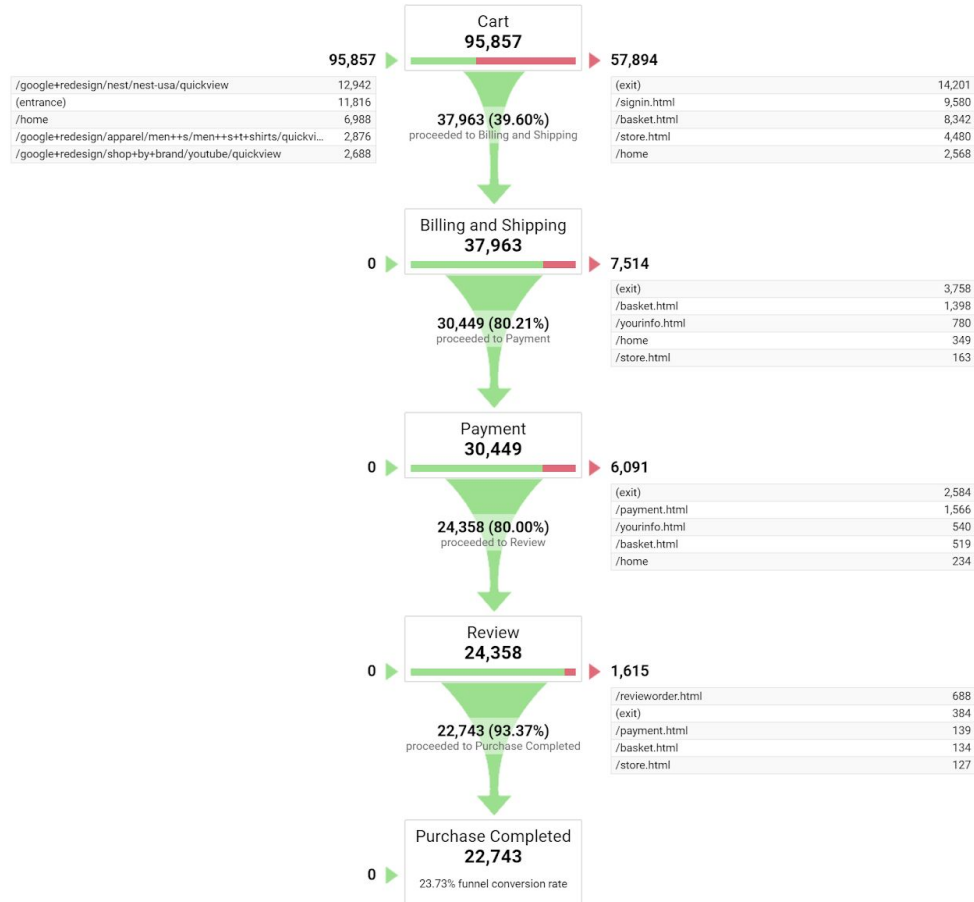 Cart
95,857
95,857
57,894
/google+redesign/nest/nest-usa/quickview 12,942
(entrance) 11,816
/home 6,988
/google+redesign/apparel/men++s/men++s+t+shirts/quickvi... 2,876
/google+redesign/shop+by+brand/youtube/quickview 2,688
(exit) 14,201
/signin.html 9,580
/basket.html 8,342
/store.html 4,480
/home 2,568
37,963 (39.60%)
proceeded to Billing and Shipping
Billing and Shipping
37,963
0
7,514
(exit) 3,758
/basket.html 1,398
/yourinfo.html 780
/home 349
/store.html 163
30,449 (80.21%)
proceeded to Payment
Payment
30,449
0
6,091
(exit) 2,584
/payment.html 1,566
/yourinfo.html 540
/basket.html 519
/home 234
24,358 (80.00%)
proceeded to Review
Review
24,358
0
1,615
/revieworder.html 688
(exit) 384
/payment.html 139
/basket.html 134
/store.html 127
22,743 (93.37%)
proceeded to Purchase Completed
Purchase Completed
22,743
0
23.73% funnel conversion rate